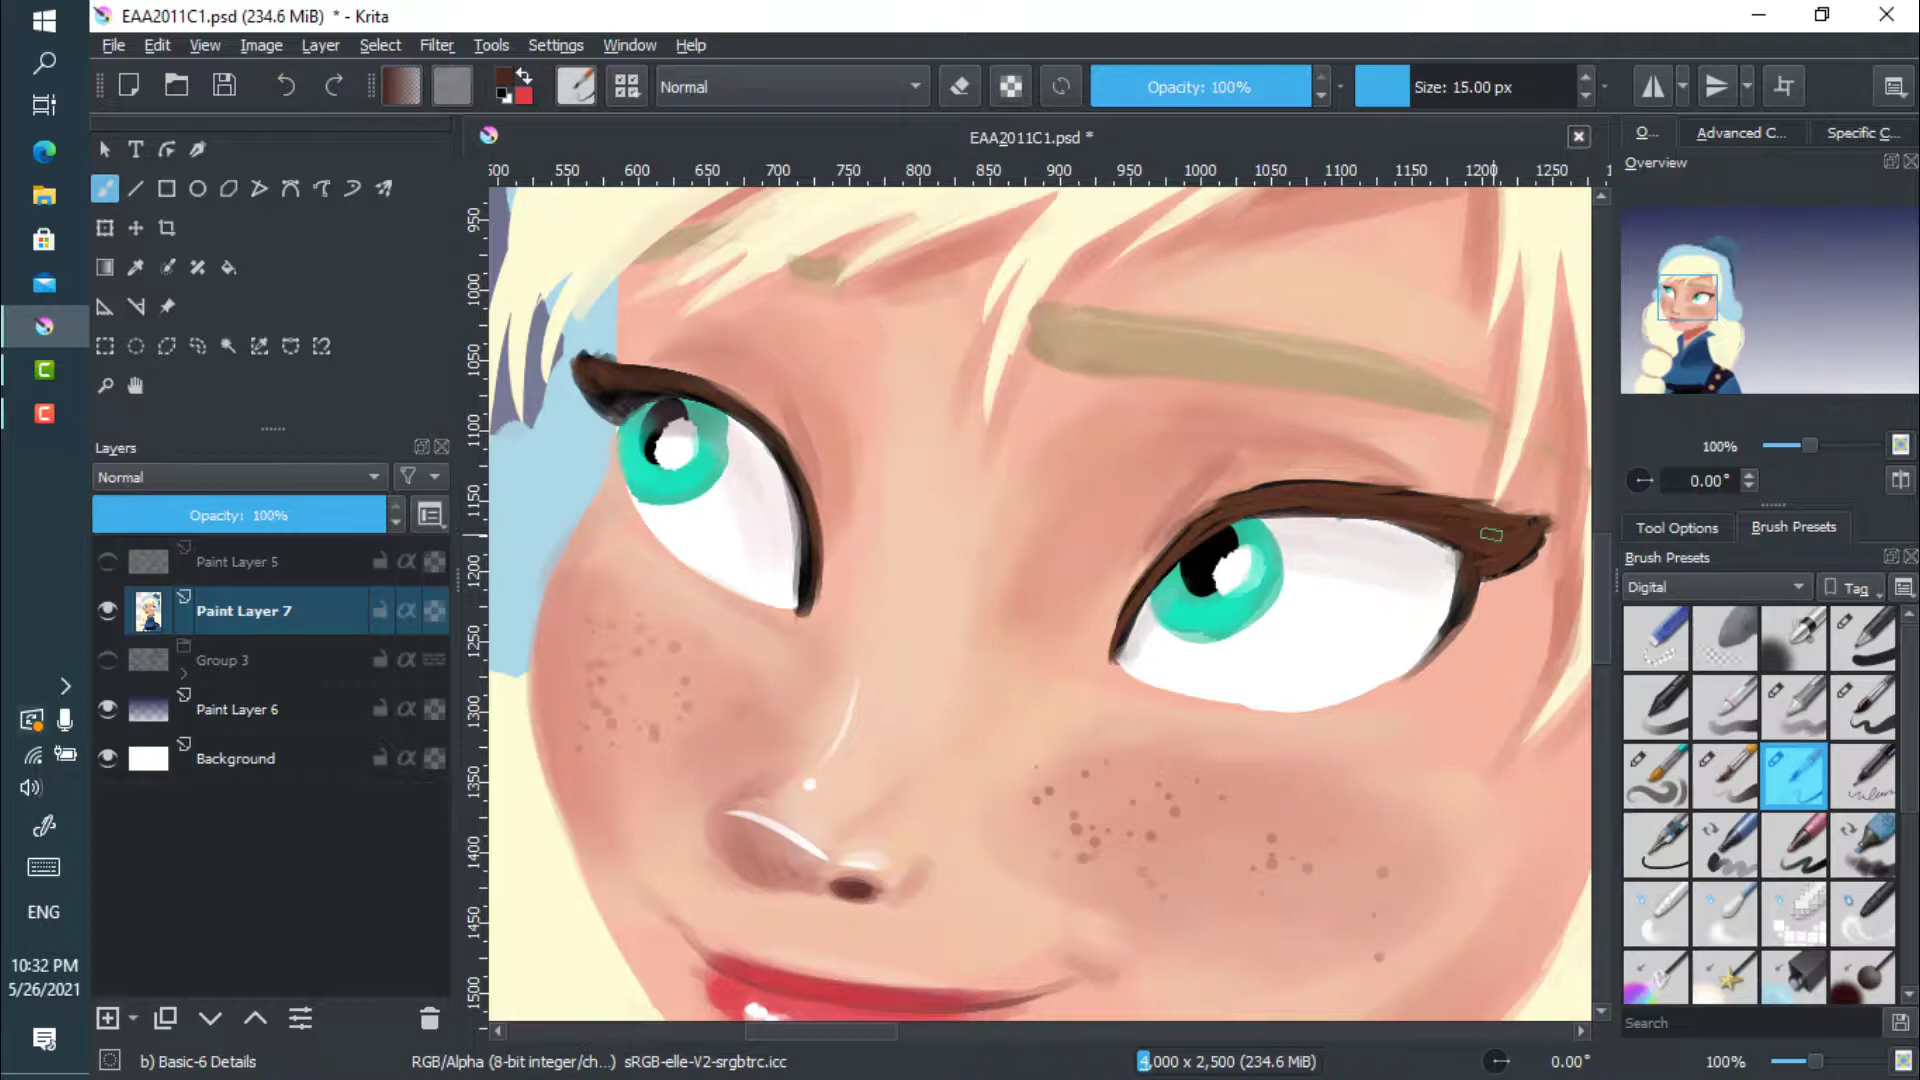 EAA2011C1.psd (234.6 MiB) * - Krita
File Edit View Image Layer Select Filter Tools Settings Window Help
Normal
Opacity: 100%
Size: 15.00 px
EAA2011C1.psd *
O... Advanced C... Specific C...
500 550 600 650 700 750 800 850 900 950 1000 1050 1100 1150 1200 1250 1
950 1000 1050 1100 1150 1200 1250 1300 1350 1400 1450 1500
Overview
100%
0.00°
Layers
Normal
Opacity: 100%
Paint Layer 5
Paint Layer 7
Group 3
Paint Layer 6
Background
Tool Options Brush Presets
Brush Presets
Digital Tag
Search
ENG
10:32 PM
5/26/2021
b) Basic-6 Details RGB/Alpha (8-bit integer/ch...) sRGB-elle-V2-srgbtrc.icc 4,000 x 2,500 (234.6 MiB) 0.00° 100%